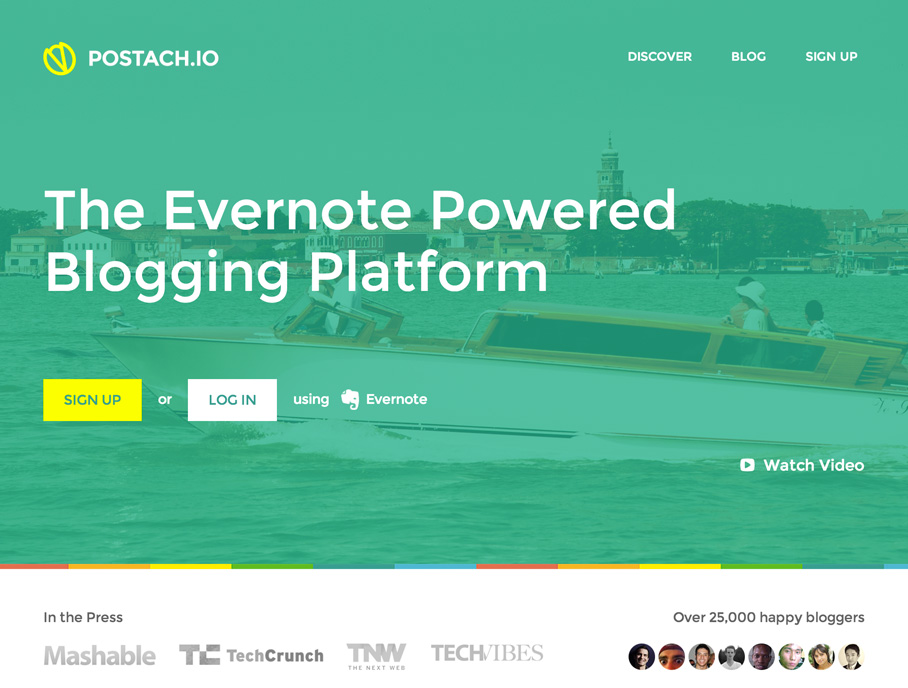 POSTACH.IO
DISCOVER BLOG SIGN UP
The Evernote Powered
Blogging Platform
SIGN UP or LOG IN using Evernote
Watch Video
In the Press
Over 25,000 happy bloggers
Mashable
TC TechCrunch
TNW
THE NEXT WEB
TECHVIBES